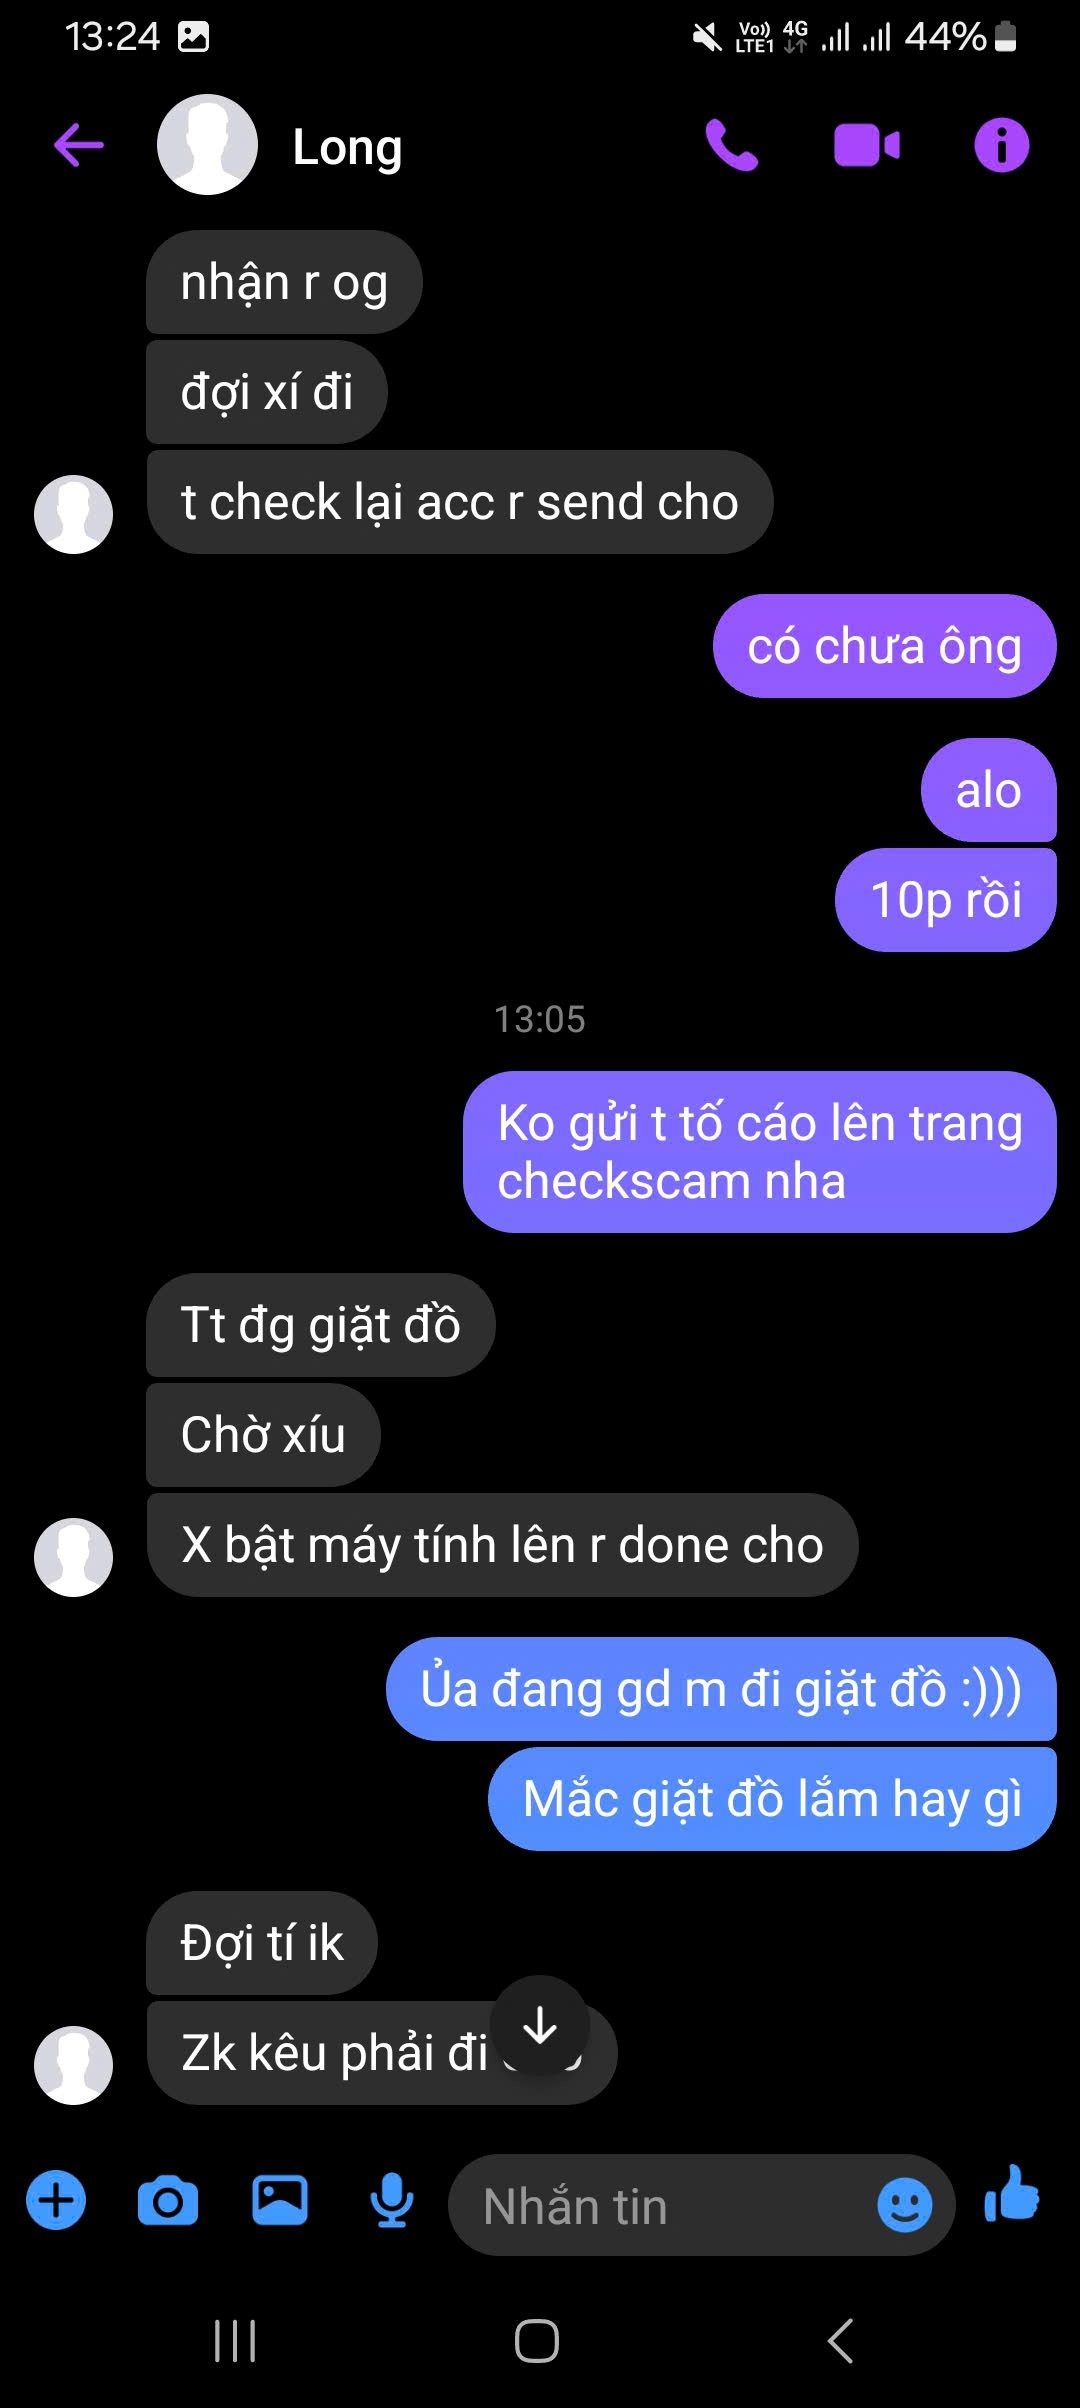 13:24
Vo)) LTE1 4G 44%
Long
nhận r og
đợi xí đi
t check lại acc r send cho
có chưa ông
alo
10p rồi
13:05
Ko gửi t tố cáo lên trang
checkscam nha
Tt đg giặt đồ
Chờ xíu
X bật máy tính lên r done cho
Ủa đang gd m đi giặt đồ :)))
Mắc giặt đồ lắm hay gì
Đợi tí ik
Zk kêu phải đi
Nhắn tin